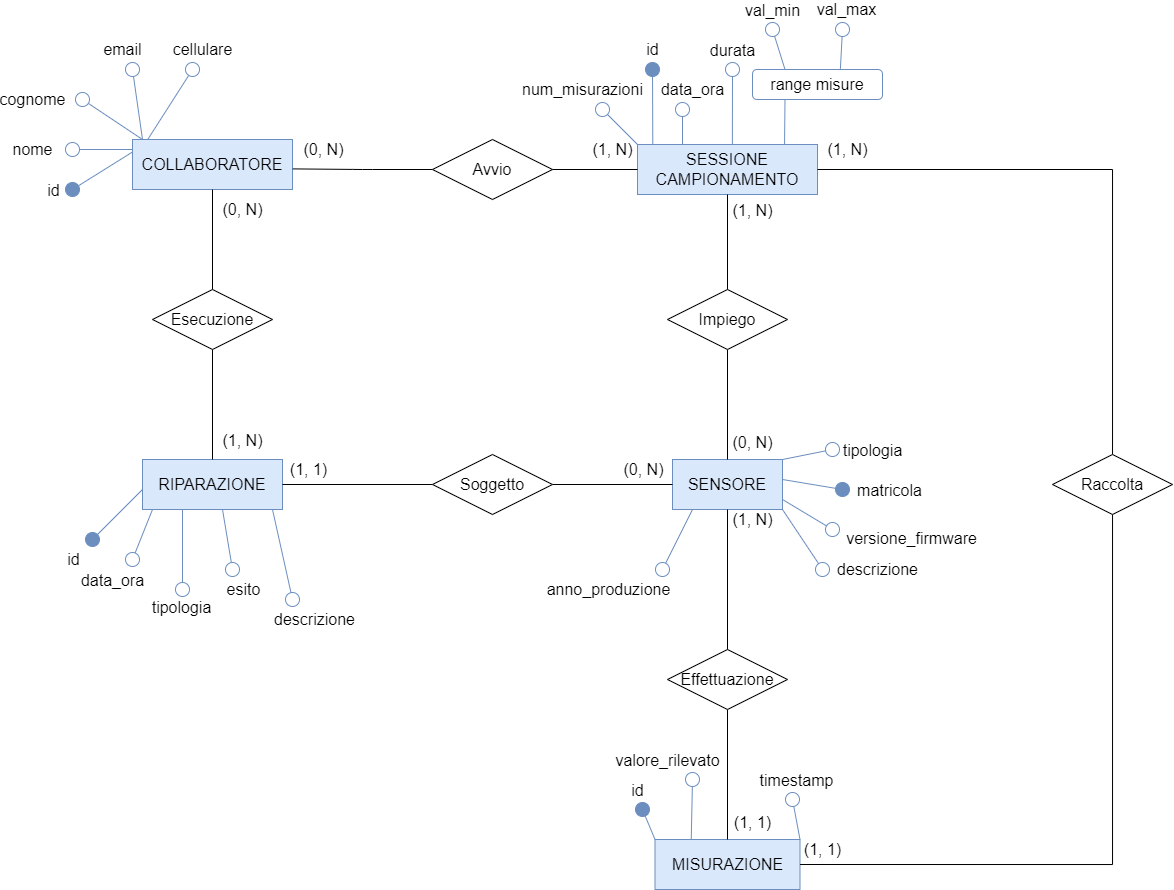 val_min
val_max
email
cellulare
id
durata
range misure
num_misurazioni
data_ora
cognome
nome
id
COLLABORATORE
(0, N)
Avvio
(1, N)
SESSIONE
CAMPIONAMENTO
(1, N)
(0, N)
(1, N)
Esecuzione
Impiego
(1, N)
(0, N)
RIPARAZIONE
(1, 1)
Soggetto
(0, N)
SENSORE
tipologia
matricola
Raccolta
(1, N)
versione_firmware
descrizione
id
data_ora
tipologia
esito
descrizione
anno_produzione
Effettuazione
valore_rilevato
id
timestamp
(1, 1)
MISURAZIONE
(1, 1)